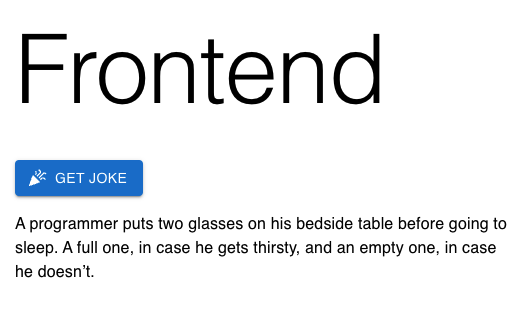 Frontend
GET JOKE
A programmer puts two glasses on his bedside table before going to
sleep. A full one, in case he gets thirsty, and an empty one, in case
he doesn’t.